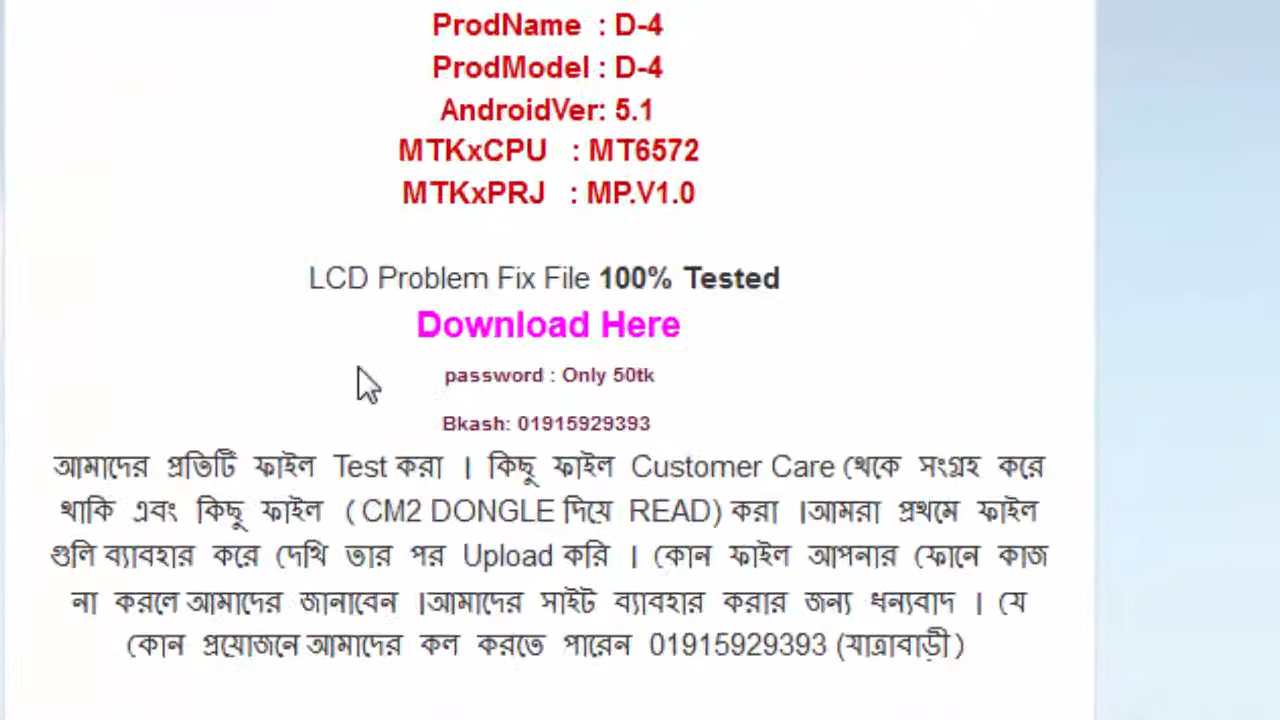 ProdName : D-4
ProdModel : D-4
AndroidVer: 5.1
MTKxCPU : MT6572
MTKxPRJ : MP.V1.0
LCD Problem Fix File 100% Tested
Download Here
password : Only 50tk
Bkash: 01915929393
আমাদের প্রতিটি ফাইল Test করা । কিছু ফাইল Customer Care থেকে সংগ্রহ করে
থাকি এবং কিছু ফাইল ( CM2 DONGLE দিয়ে READ) করা ।আমরা প্রথমে ফাইল
গুলি ব্যাবহার করে দেখি তার পর Upload করি । কোন ফাইল আপনার ফোনে কাজ
না করলে আমাদের জানাবেন ।আমাদের সাইট ব্যাবহার করার জন্য ধন্যবাদ । যে
কোন প্রয়োজনে আমাদের কল করতে পারেন 01915929393 (যাত্রাবাড়ী)